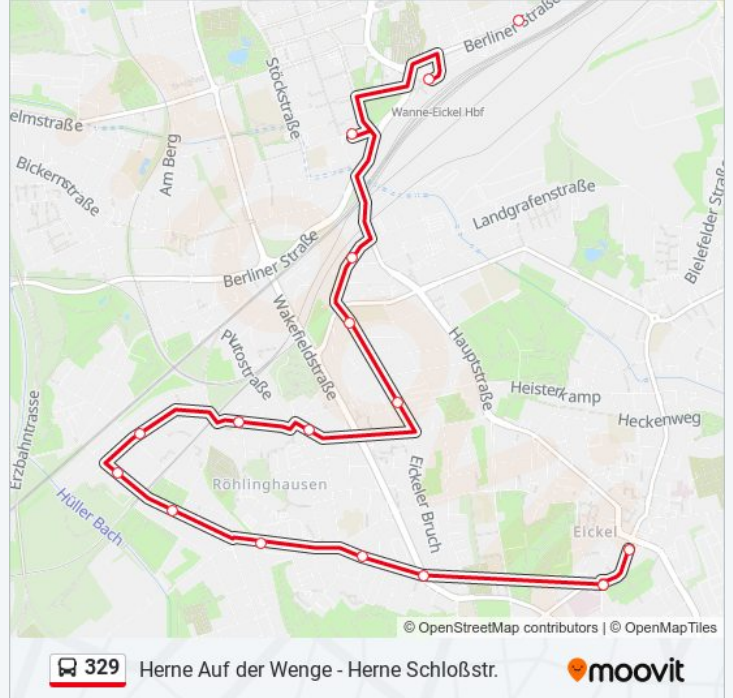 Berliner Straße
Stöckstraße
Wanne-Eickel Hbf
elmstraße
Am Berg
Bickernstraße
Landgrafenstraße
Bielefelder Straße
Berliner Straße
Wakefieldstraße
Plutostraße
Hauptstraße
Heisterkamp
Heckenweg
Erzbahntrasse
Eickeler Bruch
Röhlinghausen
Hüller Bach
Eickel
© OpenStreetMap contributors | © OpenMapTiles
329 Herne Auf der Wenge - Herne Schloßstr.
moovit